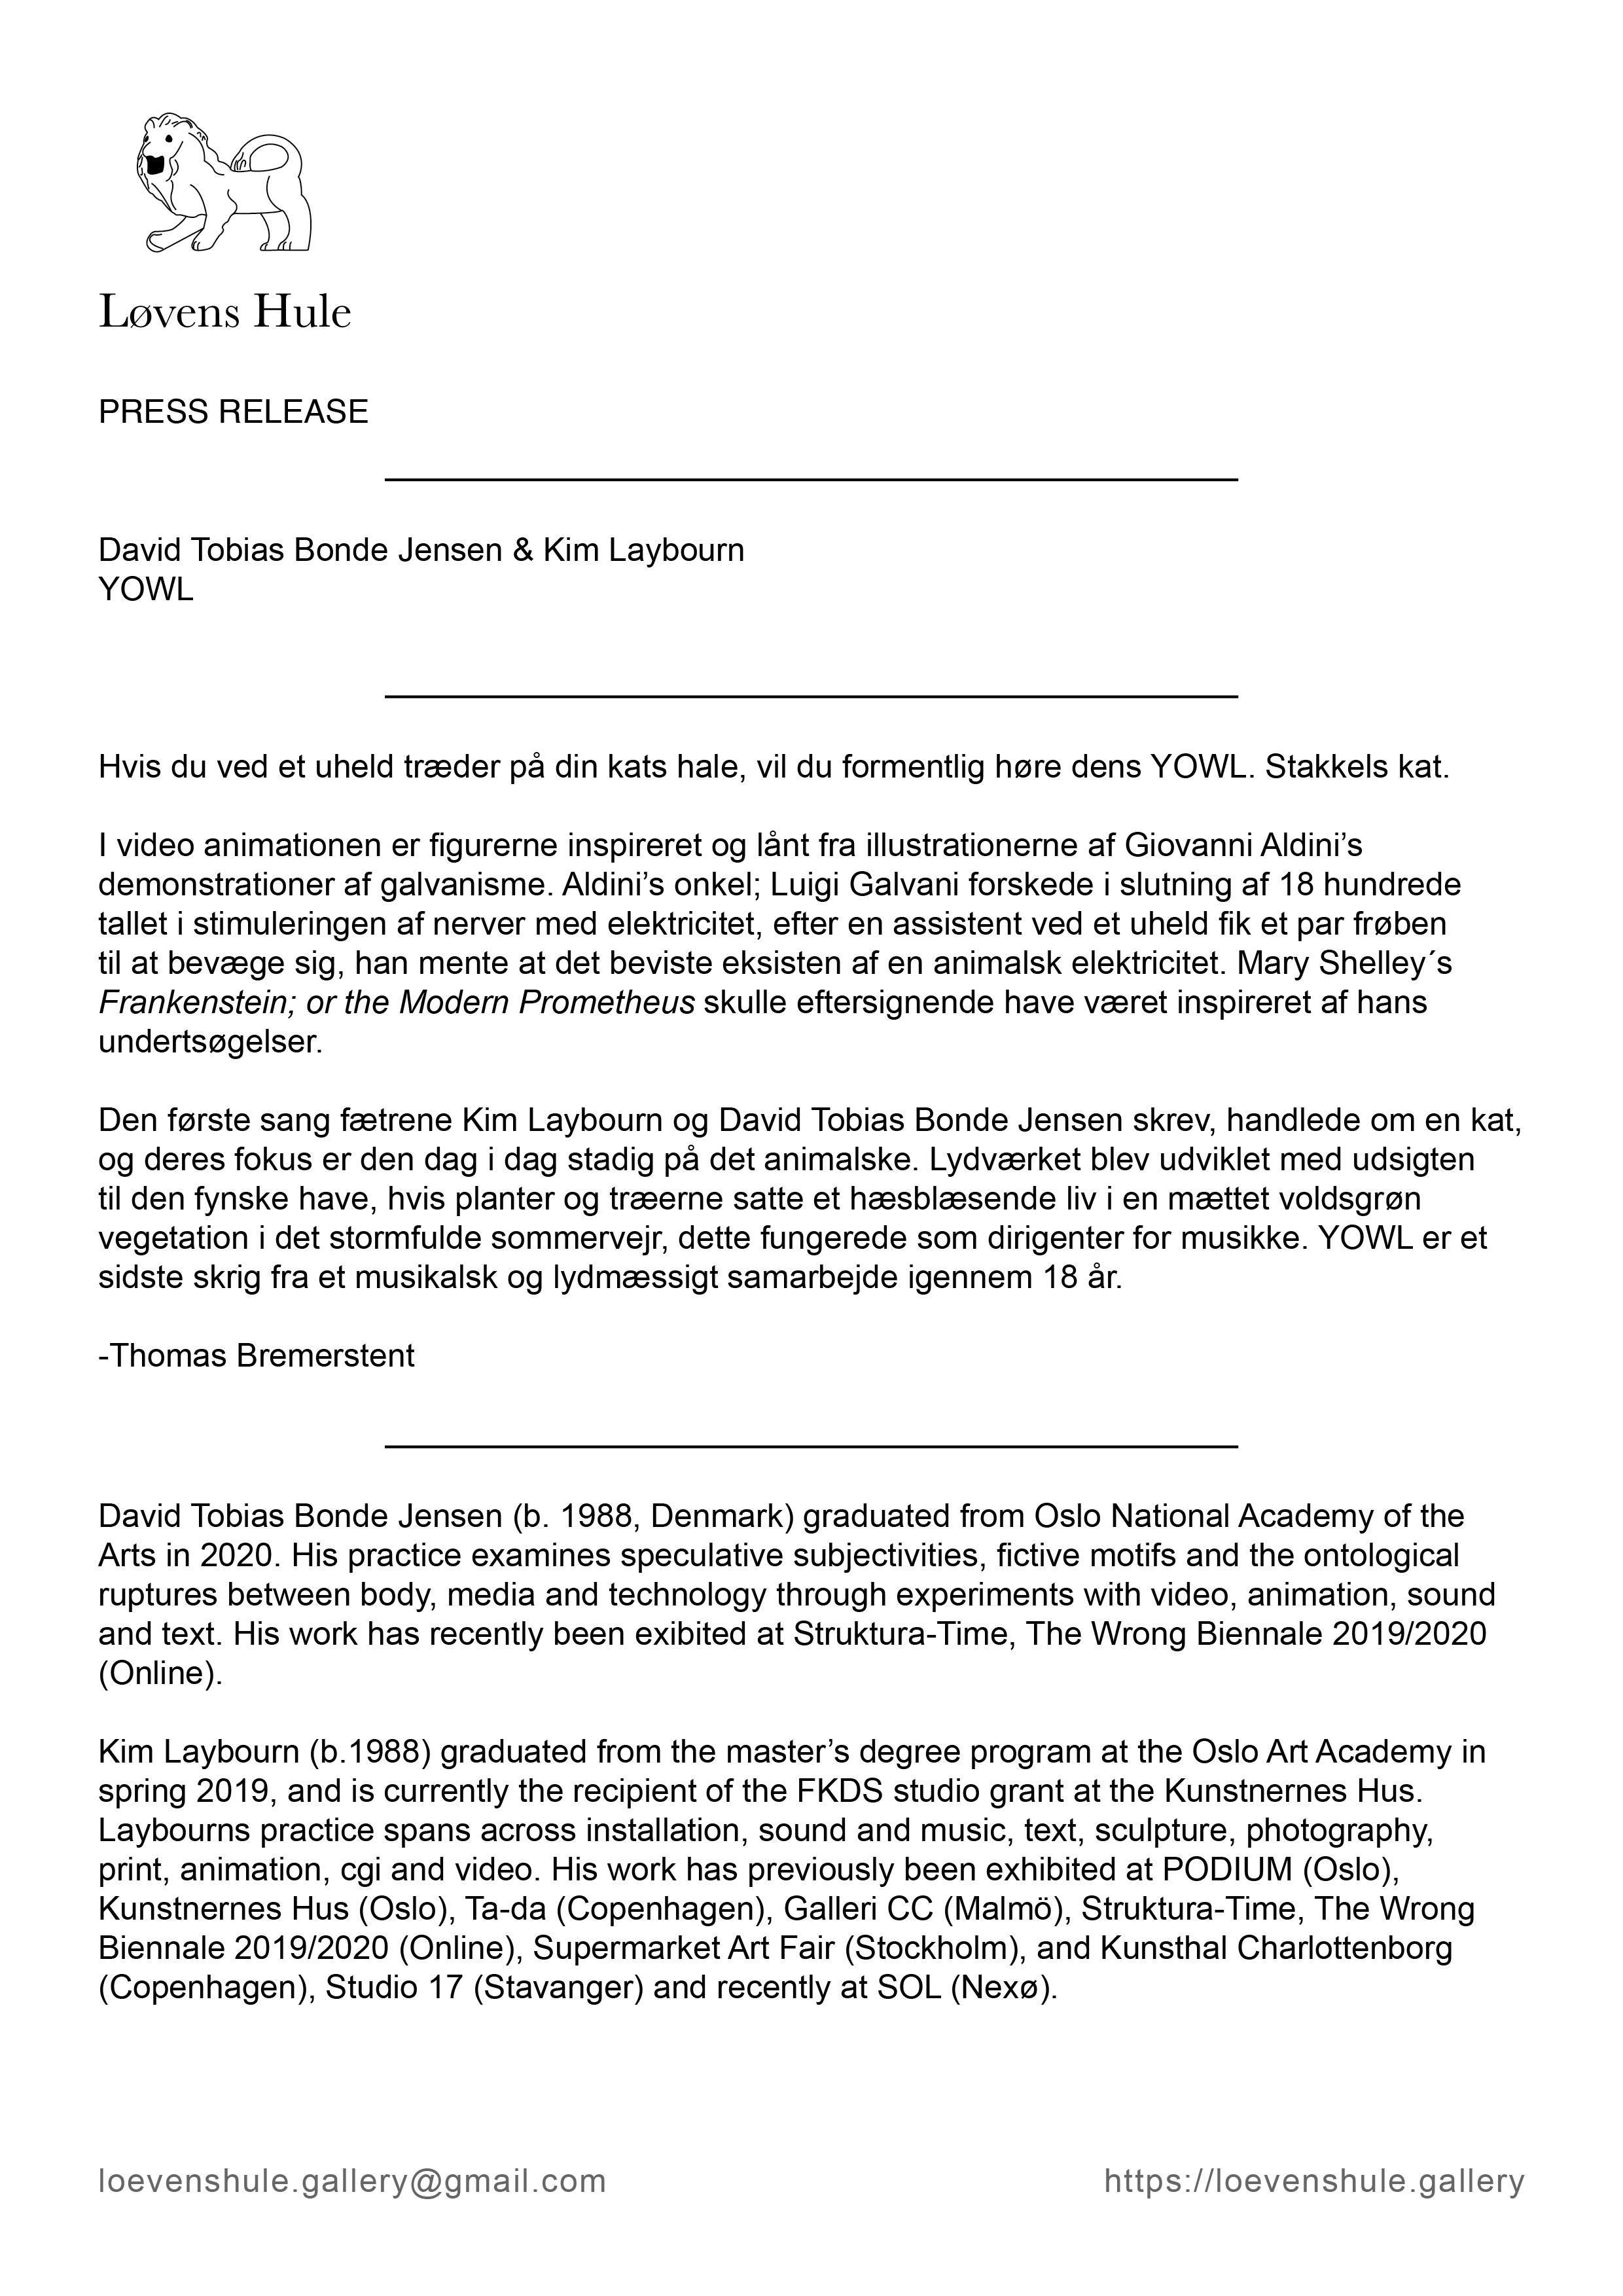 Løvens Hule
PRESS RELEASE
David Tobias Bonde Jensen & Kim Laybourn
YOWL
Hvis du ved et uheld træder på din kats hale, vil du formentlig høre dens YOWL. Stakkels kat.
I video animationen er figurerne inspireret og lånt fra illustrationerne af Giovanni Aldini’s
demonstrationer af galvanisme. Aldini’s onkel; Luigi Galvani forskede i slutning af 18 hundrede
tallet i stimuleringen af nerver med elektricitet, efter en assistent ved et uheld fik et par frøben
til at bevæge sig, han mente at det beviste eksisten af en animalsk elektricitet. Mary Shelley´s
Frankenstein; or the Modern Prometheus skulle eftersignende have været inspireret af hans
undertsøgelser.
Den første sang fætrene Kim Laybourn og David Tobias Bonde Jensen skrev, handlede om en kat,
og deres fokus er den dag i dag stadig på det animalske. Lydværket blev udviklet med udsigten
til den fynske have, hvis planter og træerne satte et hæsblæsende liv i en mættet voldsgrøn
vegetation i det stormfulde sommervejr, dette fungerede som dirigenter for musikke. YOWL er et
sidste skrig fra et musikalsk og lydmæssigt samarbejde igennem 18 år.
-Thomas Bremerstent
David Tobias Bonde Jensen (b. 1988, Denmark) graduated from Oslo National Academy of the
Arts in 2020. His practice examines speculative subjectivities, fictive motifs and the ontological
ruptures between body, media and technology through experiments with video, animation, sound
and text. His work has recently been exibited at Struktura-Time, The Wrong Biennale 2019/2020
(Online).
Kim Laybourn (b.1988) graduated from the master’s degree program at the Oslo Art Academy in
spring 2019, and is currently the recipient of the FKDS studio grant at the Kunstnernes Hus.
Laybourns practice spans across installation, sound and music, text, sculpture, photography,
print, animation, cgi and video. His work has previously been exhibited at PODIUM (Oslo),
Kunstnernes Hus (Oslo), Ta-da (Copenhagen), Galleri CC (Malmö), Struktura-Time, The Wrong
Biennale 2019/2020 (Online), Supermarket Art Fair (Stockholm), and Kunsthal Charlottenborg
(Copenhagen), Studio 17 (Stavanger) and recently at SOL (Nexø).
loevenshule.gallery@gmail.com
https://loevenshule.gallery